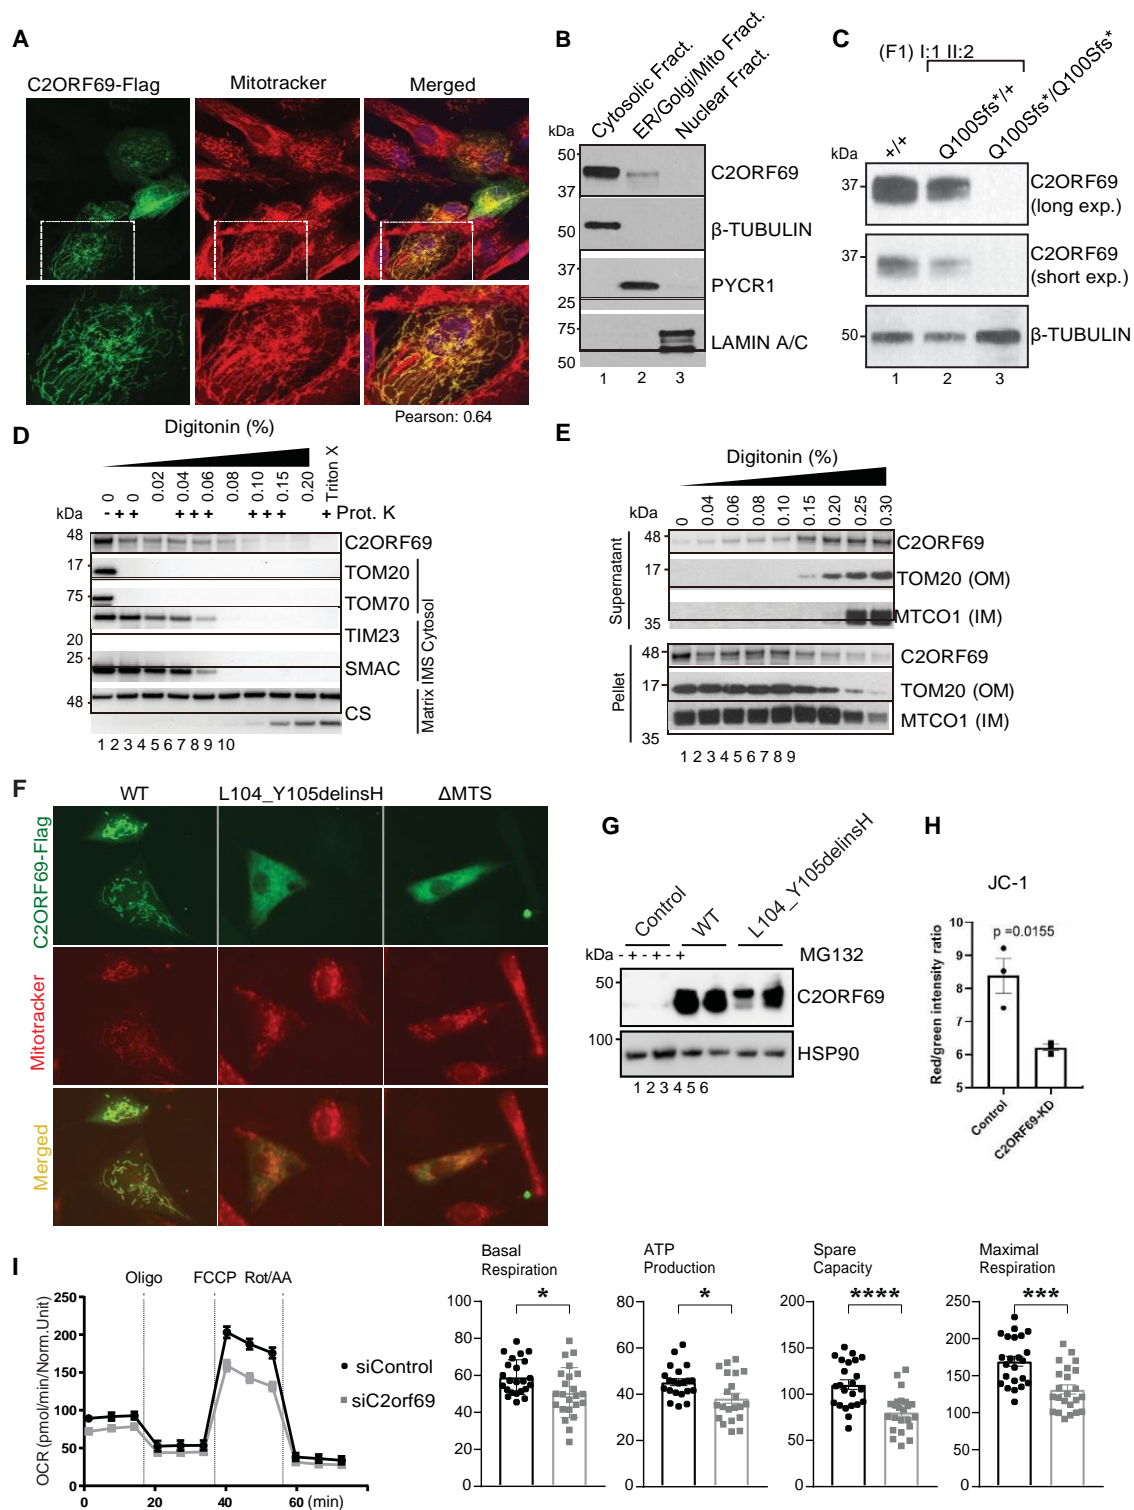 A
C2ORF69-Flag
Mitotracker
Merged
Pearson: 0.64
B
Cytosolic Fract.
ER/Golgi/Mito Fract.
Nuclear Fract.
kDa
50
37
50
37
25
75
50
C2ORF69
β-TUBULIN
PYCR1
LAMIN A/C
1 2 3
C
(F1) I:1 II:2
+/+
Q100Sfs*/+
Q100Sfs*/Q100Sfs*
kDa
37
37
50
C2ORF69
(long exp.)
C2ORF69
(short exp.)
β-TUBULIN
1 2 3
D
Digitonin (%)
0 0 0.02 0.04 0.06 0.08 0.10 0.15 0.20 Triton X
- + + + + + + + + + Prot. K
kDa
48
17
75
20
25
48
C2ORF69
TOM20
TOM70
TIM23
SMAC
CS
Matrix IMS Cytosol
1 2 3 4 5 6 7 8 9 10
E
Digitonin (%)
0 0.04 0.06 0.08 0.10 0.15 0.20 0.25 0.30
Supernatant
48
17
35
C2ORF69
TOM20 (OM)
MTCO1 (IM)
Pellet
48
17
35
C2ORF69
TOM20 (OM)
MTCO1 (IM)
1 2 3 4 5 6 7 8 9
F
WT
L104_Y105delinsH
ΔMTS
C2ORF69-Flag
Mitotracker
Merged
G
Control
WT
L104_Y105delinsH
kDa - + - + - + MG132
50
100
C2ORF69
HSP90
1 2 3 4 5 6
H
JC-1
p =0.0155
Red/green intensity ratio
10
9
8
7
6
5
Control
C2ORF69-KD
I
Oligo
FCCP
Rot/AA
OCR (pmol/min/Norm.Unit)
250
200
150
100
50
0
0 20 40 60 (min)
siControl
siC2orf69
Basal
Respiration
*
100
80
60
40
20
0
ATP
Production
*
80
60
40
20
0
Spare
Capacity
****
200
150
100
50
0
Maximal
Respiration
***
250
200
150
100
50
0